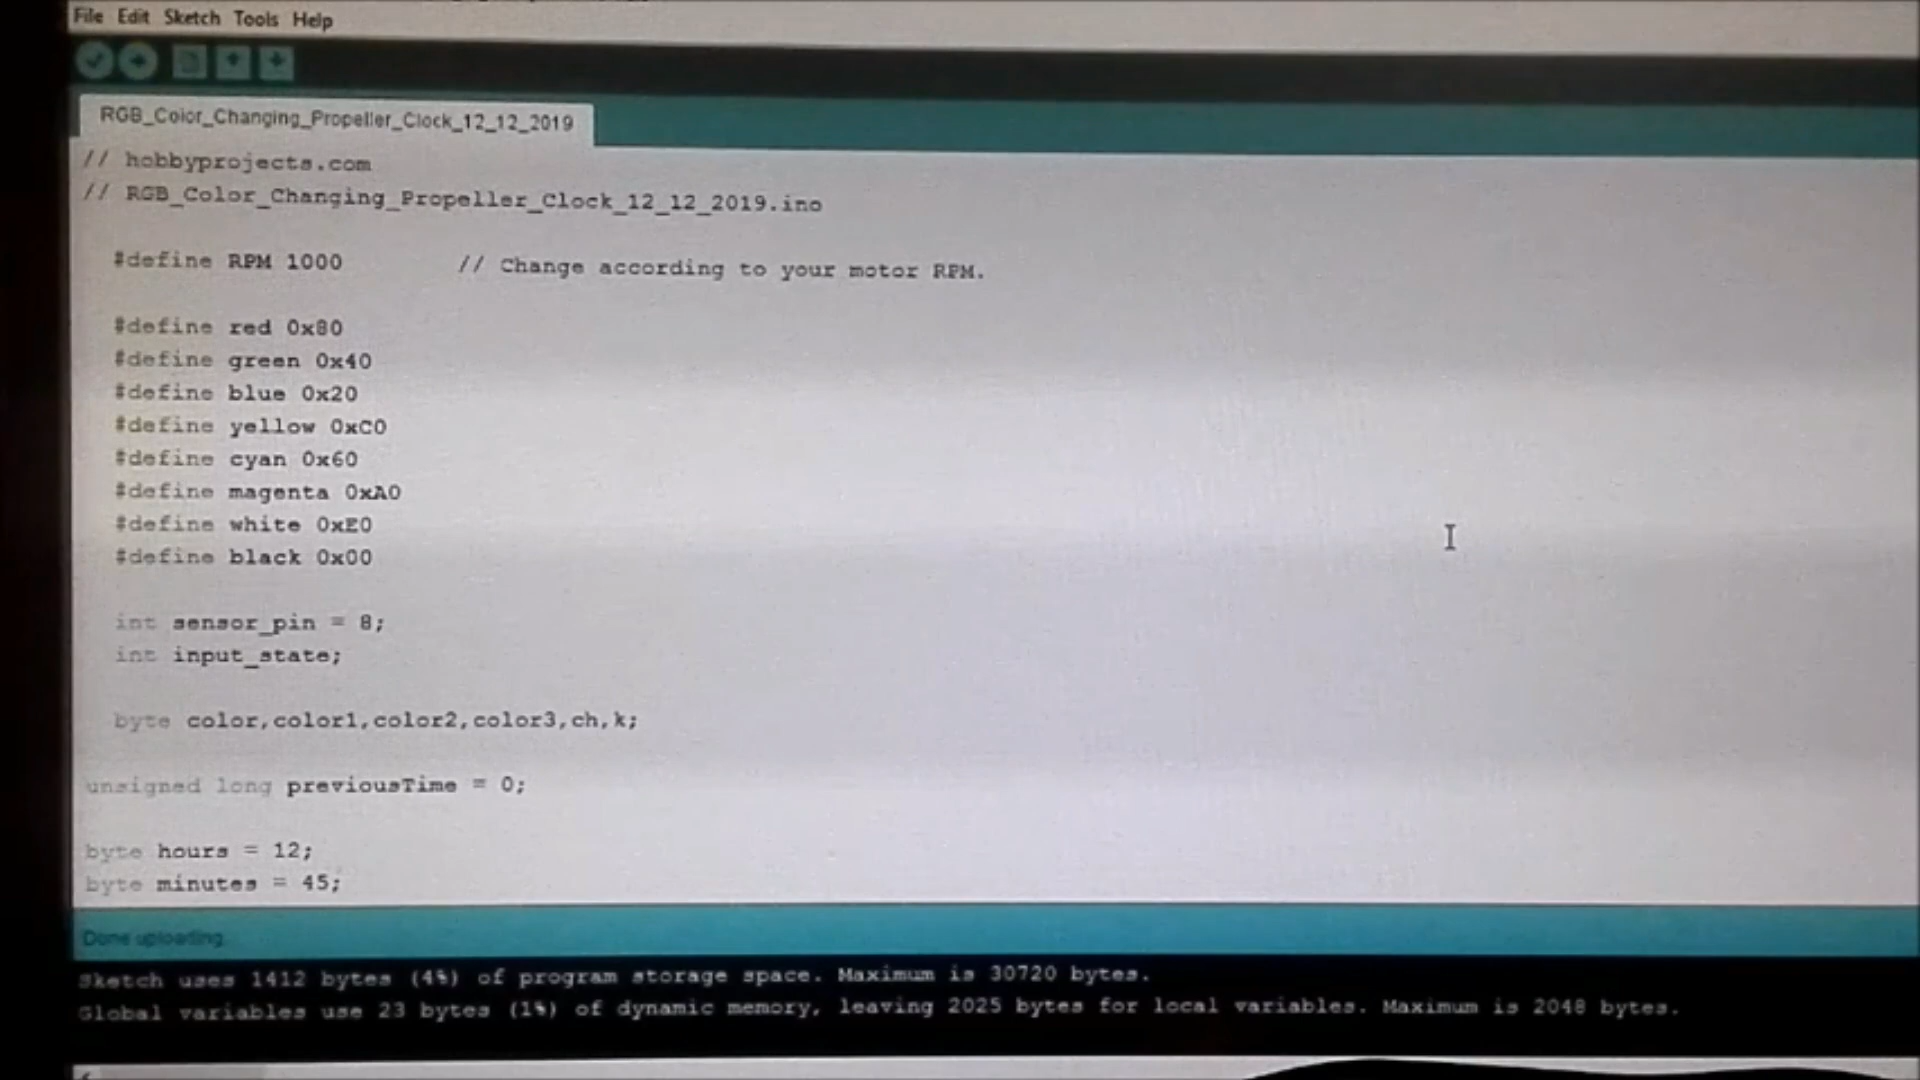 File Edit Sketch Tools Help
RGB_Color_Changing_Propeller_Clock_12_12_2019
// hobbyprojects.com
// RGB_Color_Changing_Propeller_Clock_12_12_2019.ino
#define RPM 1000 // Change according to your motor RPM.
#define red 0x80
#define green 0x40
#define blue 0x20
#define yellow 0xC0
#define cyan 0x60
#define magenta 0xA0
#define white 0xE0
#define black 0x00
int sensor_pin = 8;
int input_state;
byte color,color1,color2,color3,ch,k;
unsigned long previousTime = 0;
byte hours = 12;
byte minutes = 45;
Done uploading.
Sketch uses 1412 bytes (4%) of program storage space. Maximum is 30720 bytes.
Global variables use 23 bytes (1%) of dynamic memory, leaving 2025 bytes for local variables. Maximum is 2048 bytes.